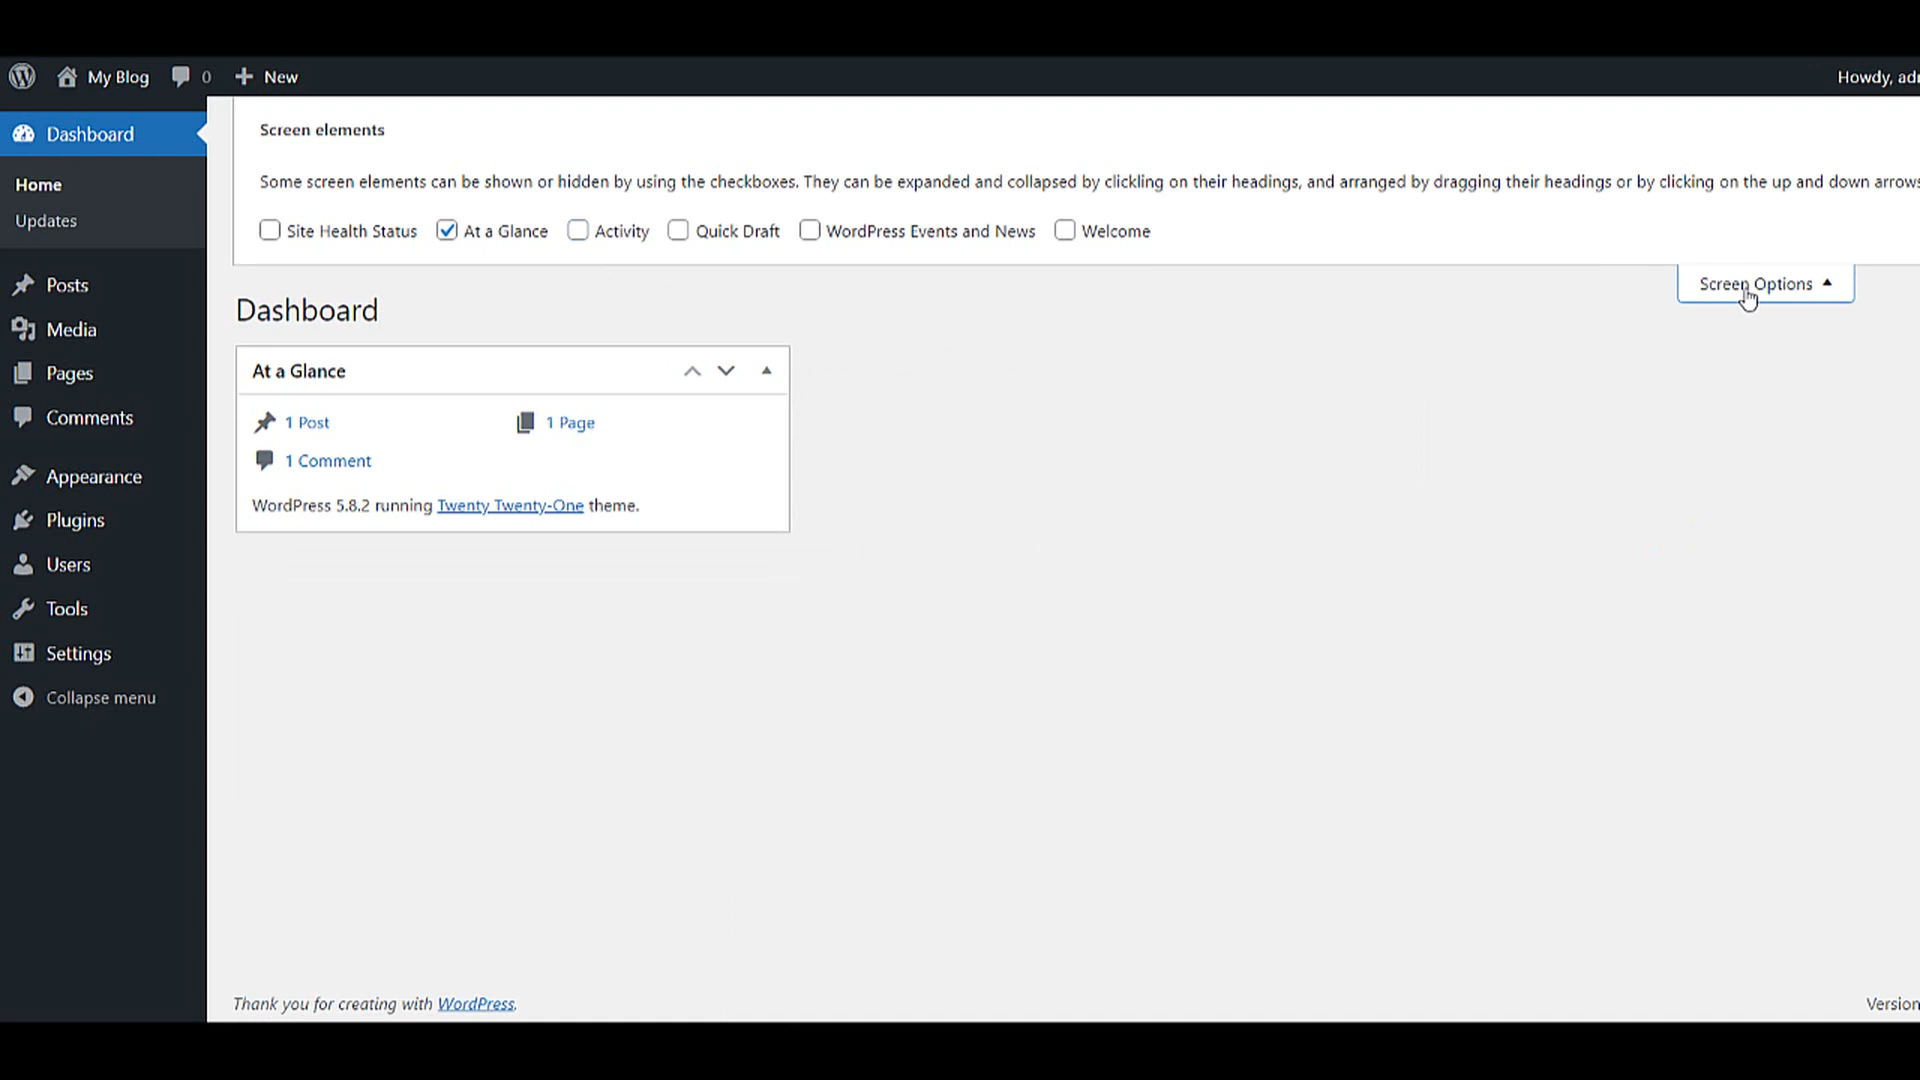 My Blog 0 New Howdy, adr
Screen elements
Some screen elements can be shown or hidden by using the checkboxes. They can be expanded and collapsed by clickling on their headings, and arranged by dragging their headings or by clicking on the up and down arrows
Site Health Status At a Glance Activity Quick Draft WordPress Events and News Welcome
Screen Options
Dashboard
Home
Updates
Posts
Media
Pages
Comments
Appearance
Plugins
Users
Tools
Settings
Collapse menu
Dashboard
At a Glance
1 Post 1 Page
1 Comment
WordPress 5.8.2 running Twenty Twenty-One theme.
Thank you for creating with WordPress. Version